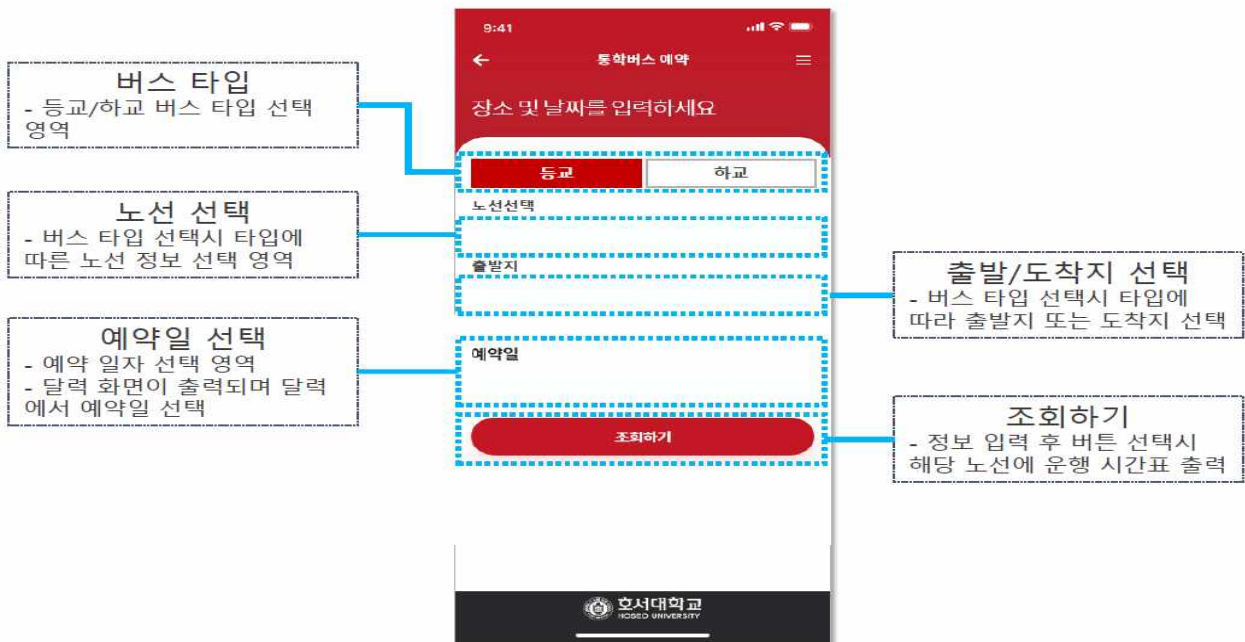 버스 타입
- 등교/하교 버스 타입 선택
영역
노선 선택
- 버스 타입 선택시 타입에
따른 노선 정보 선택 영역
예약일 선택
- 예약 일자 선택 영역
- 달력 화면이 출력되며 달력
에서 예약일 선택
9:41
통학버스 예약
장소 및 날짜를 입력하세요
등교
하교
노선선택
출발지
예약일
조회하기
호서대학교
HOSEO UNIVERSITY
출발/도착지 선택
- 버스 타입 선택시 타입에
따라 출발지 또는 도착지 선택
조회하기
- 정보 입력 후 버튼 선택시
해당 노선에 운행 시간표 출력